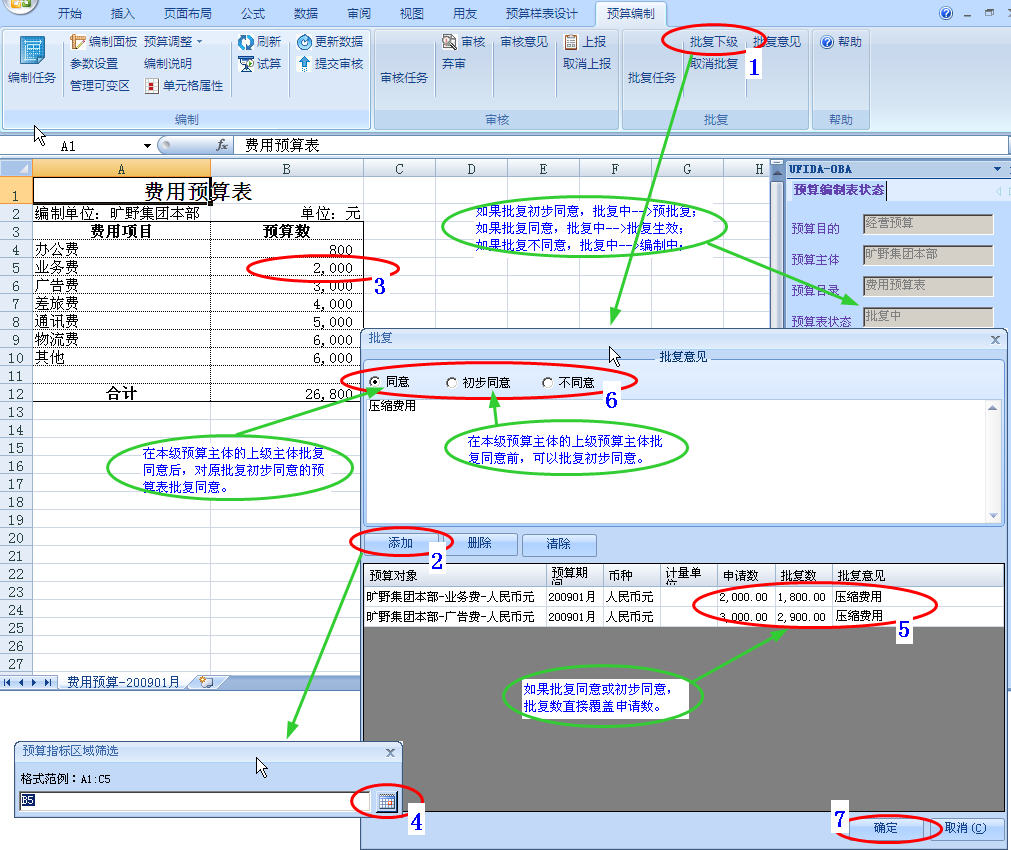 开始 插入 页面布局 公式 数据 审阅 视图 用友 预算样表设计 预算编制
编制任务
编制面板 预算调整
参数设置 编制说明
管理可变区 单元格属性
刷新
试算
更新数据
提交审核
编制
审核任务
审核
弃审
审核意见
上报
取消上报
审核
批复任务
批复下级
取消批复
批复意见
1
批复
帮助
帮助
A1 fx 费用预算表
A B C D E F G H
1 费用预算表
2 编制单位: 旷野集团本部 单位: 元
3 费用项目 预算数
4 办公费 800
5 业务费 2,000
3
6 广告费 3,000
7 差旅费 4,000
8 通讯费 5,000
9 物流费 6,000
10 其他 6,000
11
12 合计 26,800
13
14
15
16
17
18
19
20
21
22
23
24
25
26
27
费用预算-200901月
如果批复初步同意，批复中-->预批复；
如果批复同意，批复中-->批复生效；
如果批复不同意，批复中-->编制中；
UFIDA-OBA
预算编制表状态
预算目的 经营预算
预算主体 旷野集团本部
预算目录 费用预算表
预算表状态 批复中
批复
批复意见
同意 初步同意 不同意
6
压缩费用
在本级预算主体的上级主体批复
同意后，对原批复初步同意的预
算表批复同意。
在本级预算主体的上级预算主体批
复同意前，可以批复初步同意。
添加 删除 清除
2
预算对象 预算期间 币种 计量单位 申请数 批复数 批复意见
旷野集团本部-业务费-人民币元 200901月 人民币元 2,000.00 1,800.00 压缩费用
旷野集团本部-广告费-人民币元 200901月 人民币元 3,000.00 2,900.00 压缩费用
5
如果批复同意或初步同意，
批复数直接覆盖申请数。
预算指标区域筛选
格式范例：A1:C5
B5
4
7
确定 取消(C)